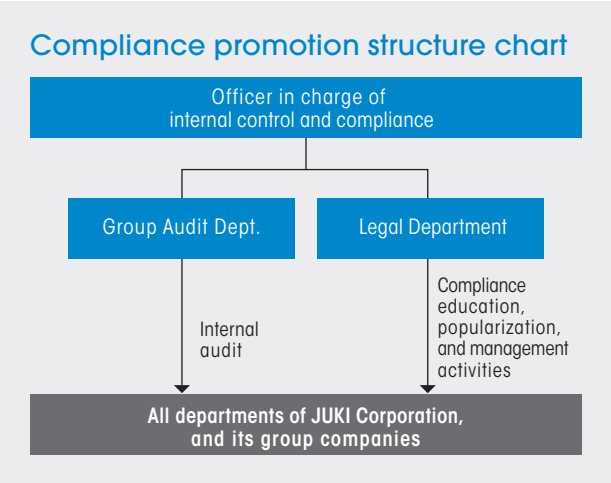 Compliance promotion structure chart
Officer in charge of
internal control and compliance
Group Audit Dept.
Legal Department
Internal
audit
Compliance
education,
popularization,
and management
activities
All departments of JUKI Corporation,
and its group companies